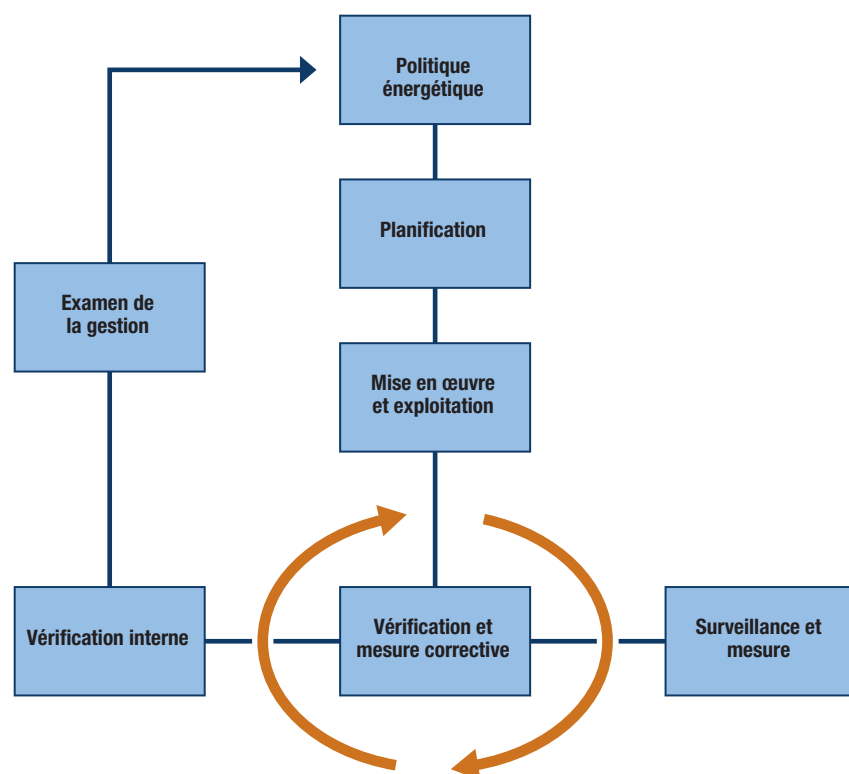 Politique
énergétique
Planification
Examen de
la gestion
Mise en œuvre
et exploitation
Vérification interne
Vérification et
mesure corrective
Surveillance et
mesure